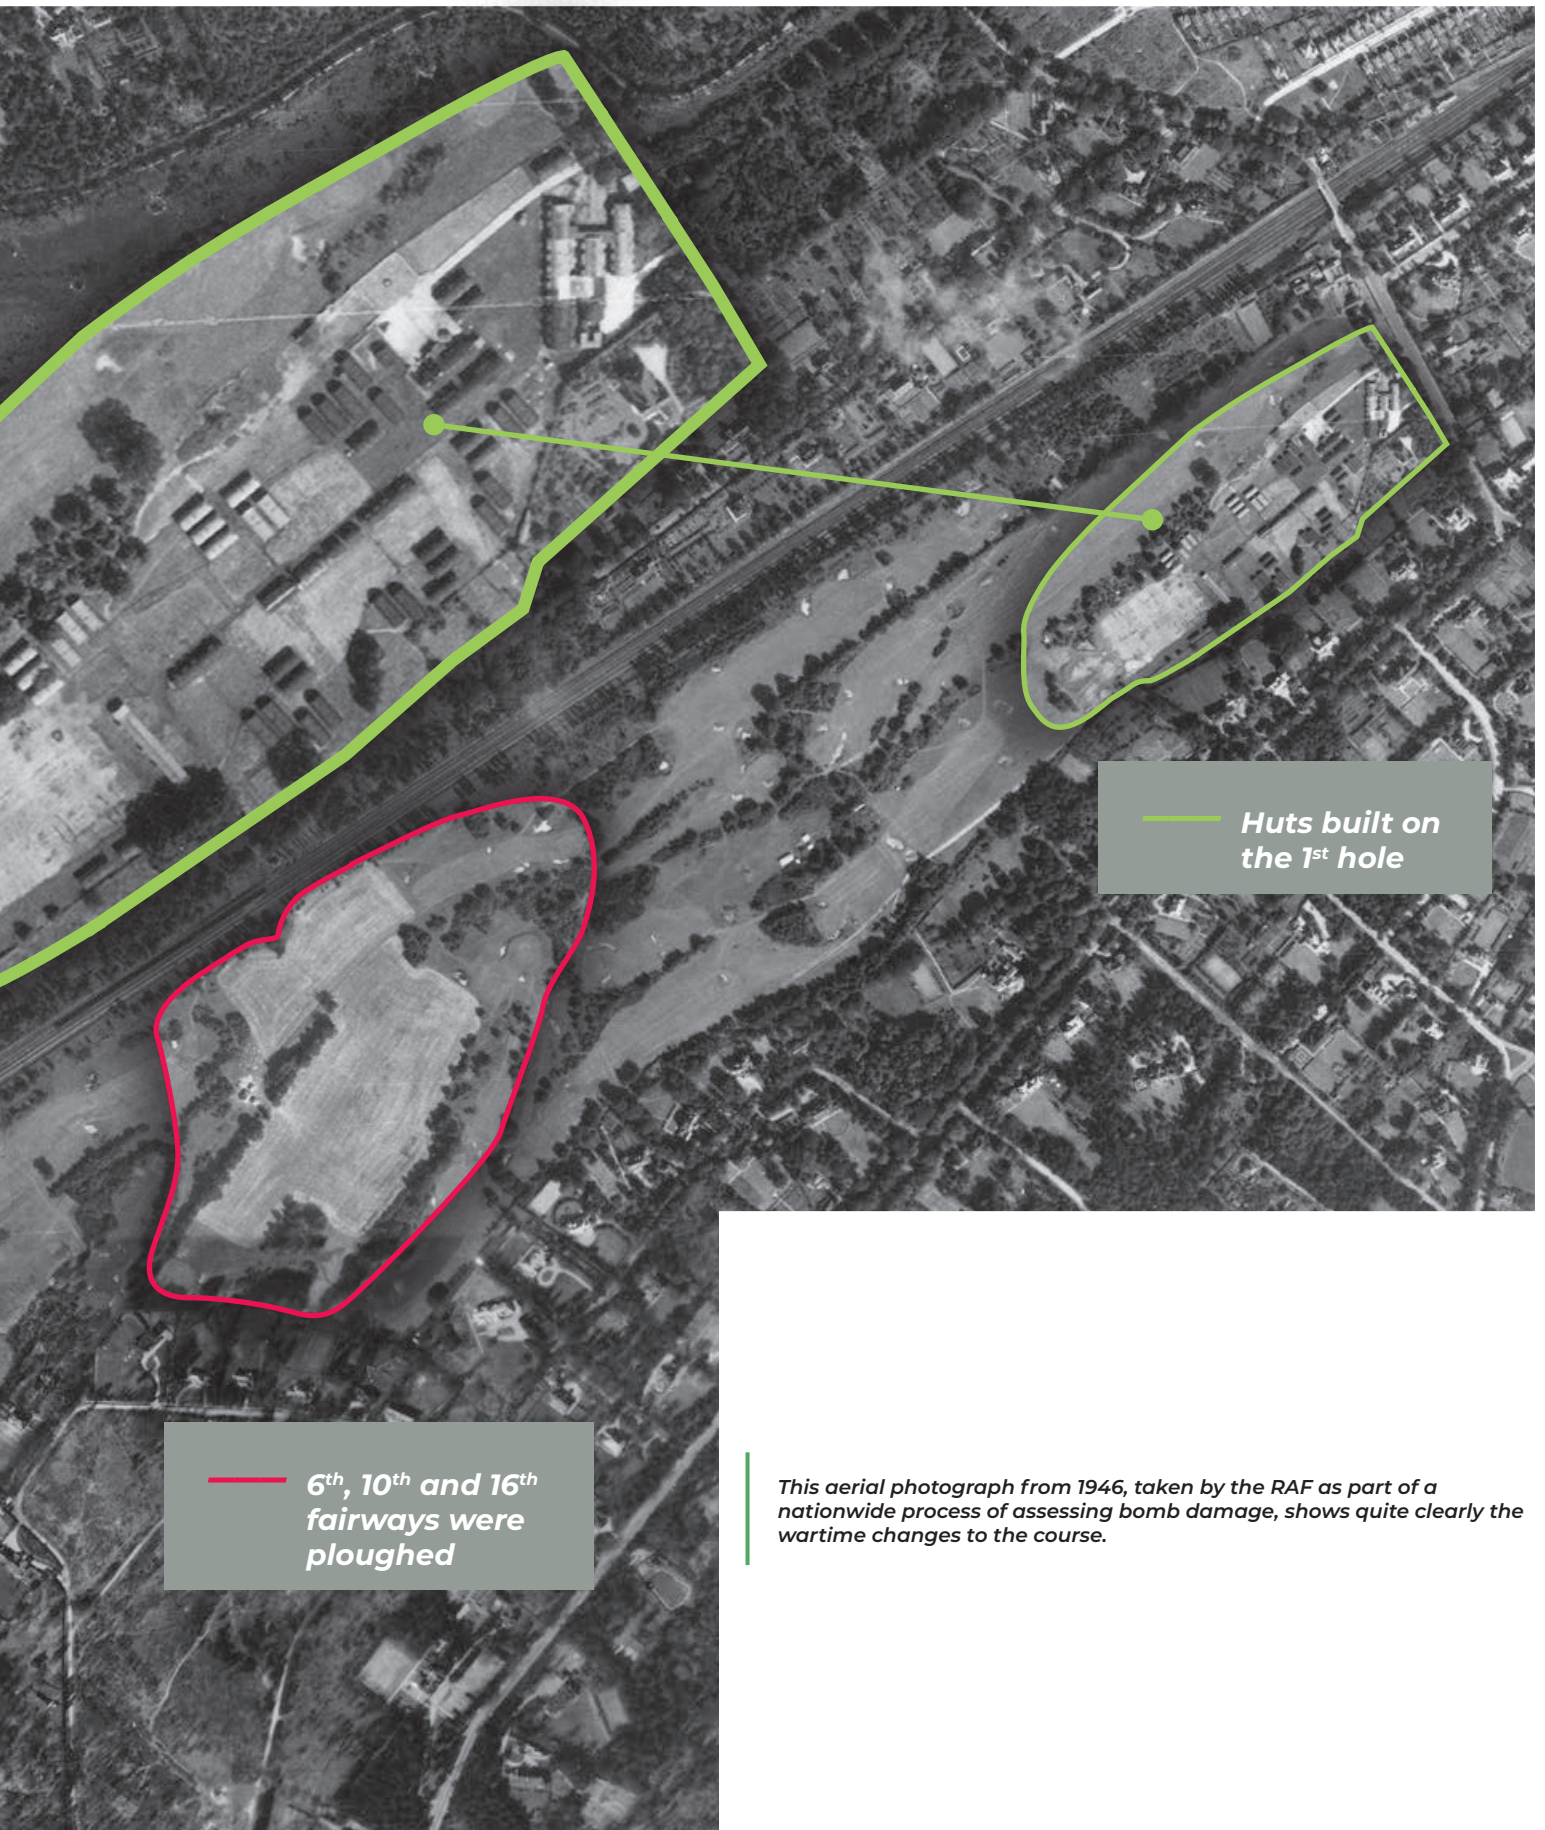 Huts built on
the 1st hole
6th, 10th and 16th
fairways were
ploughed
This aerial photograph from 1946, taken by the RAF as part of a
nationwide process of assessing bomb damage, shows quite clearly the
wartime changes to the course.